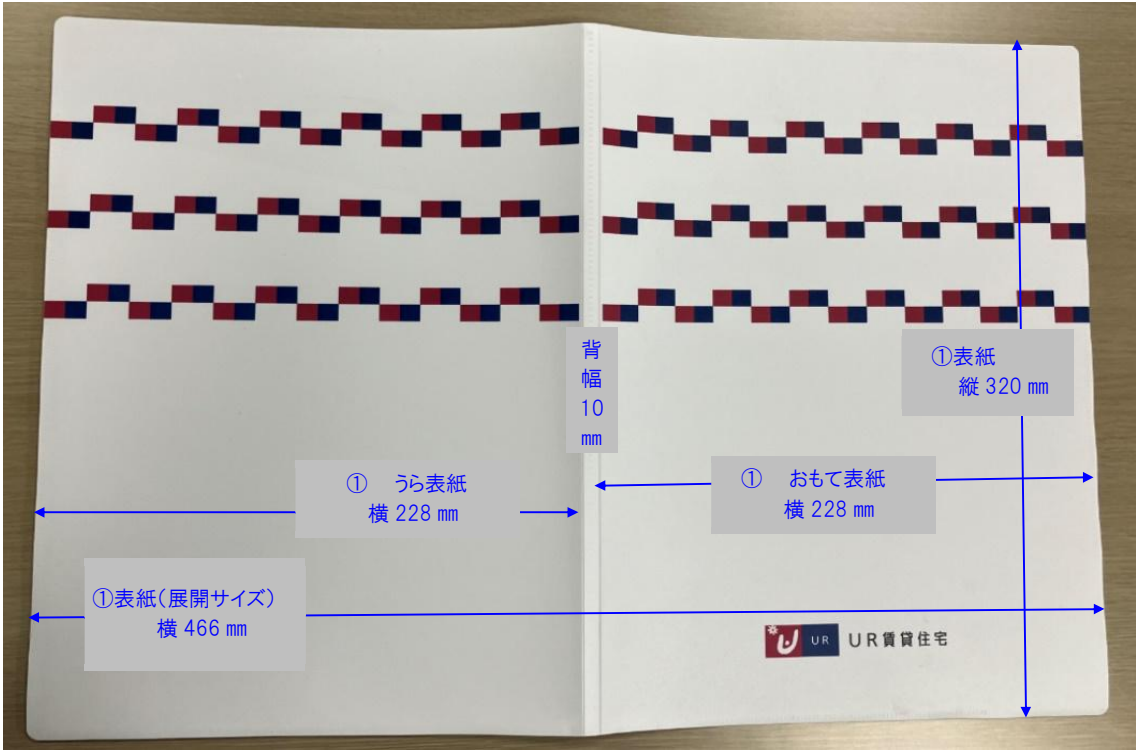 背
幅
10
mm
①表紙
縦 320 mm
① うら表紙
横 228 mm
① おもて表紙
横 228 mm
①表紙(展開サイズ)
横 466 mm
UR UR賃貸住宅